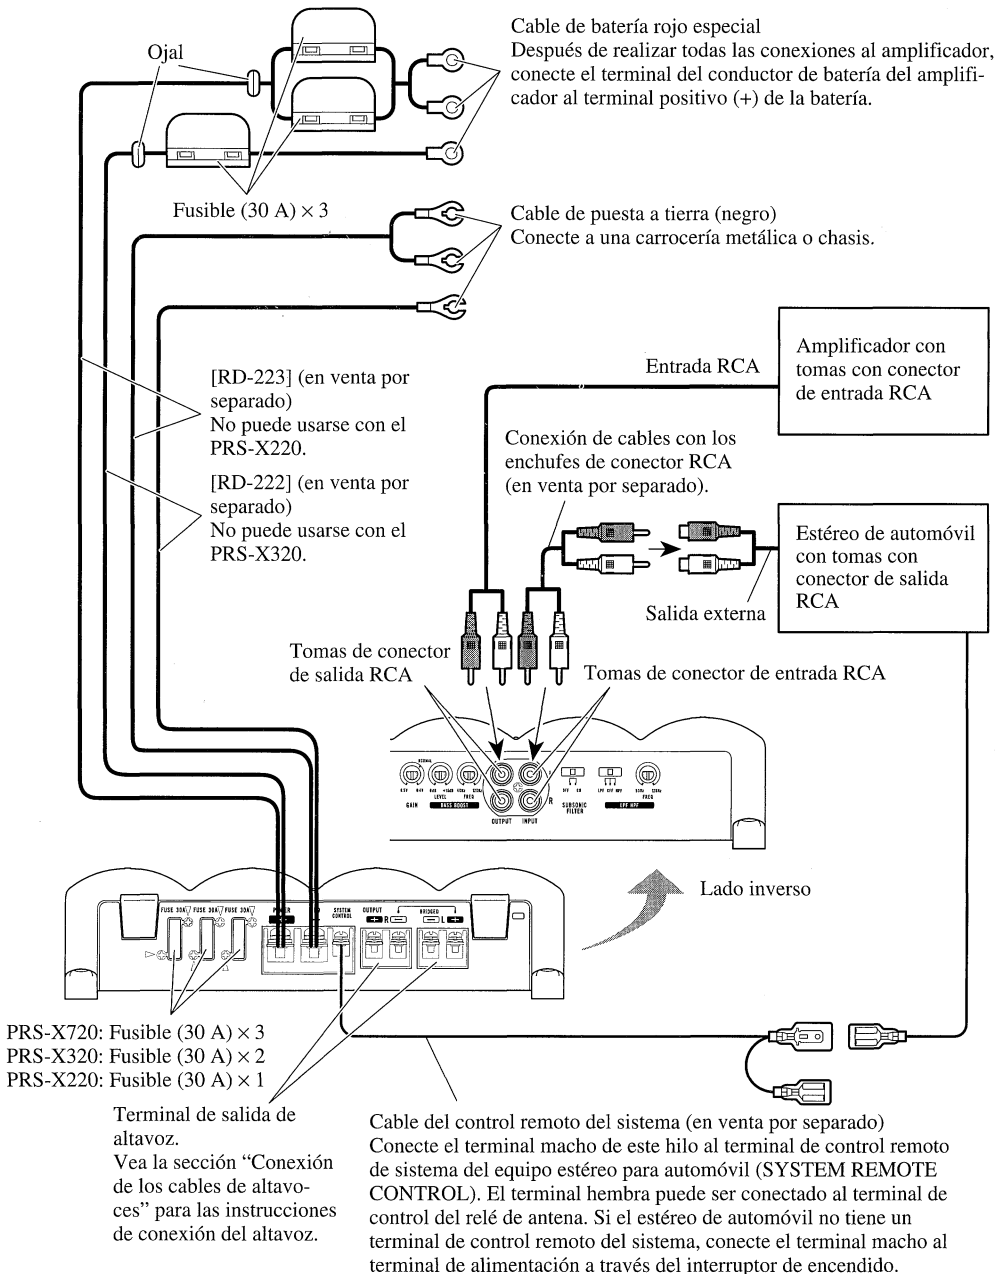 Cable de batería rojo especial
Después de realizar todas las conexiones al amplificador,
conecte el terminal del conductor de batería del amplifi-
cador al terminal positivo (+) de la batería.
Ojal
Fusible (30 A) × 3
Cable de puesta a tierra (negro)
Conecte a una carrocería metálica o chasis.
[RD-223] (en venta por
separado)
No puede usarse con el
PRS-X220.
[RD-222] (en venta por
separado)
No puede usarse con el
PRS-X320.
Entrada RCA
Amplificador con
tomas con conector
de entrada RCA
Conexión de cables con los
enchufes de conector RCA
(en venta por separado).
Estéreo de automóvil
con tomas con
conector de salida
RCA
Salida externa
Tomas de conector
de salida RCA
Tomas de conector de entrada RCA
NORMAL
LEVEL FREQ
GAIN
BASS BOOST
OUTPUT INPUT
R
OFF ON
SUBSONIC
FILTER
LPF OFF HPF
FREQ
LPF HPF
Lado inverso
FUSE 30A FUSE 30A FUSE 30A
POWER
SYSTEM
CONTROL
OUTPUT
+ R −
BRIDGED
− L +
PRS-X720: Fusible (30 A) × 3
PRS-X320: Fusible (30 A) × 2
PRS-X220: Fusible (30 A) × 1
Terminal de salida de
altavoz.
Vea la sección “Conexión
de los cables de altavo-
ces” para las instrucciones
de conexión del altavoz.
Cable del control remoto del sistema (en venta por separado)
Conecte el terminal macho de este hilo al terminal de control remoto
de sistema del equipo estéreo para automóvil (SYSTEM REMOTE
CONTROL). El terminal hembra puede ser conectado al terminal de
control del relé de antena. Si el estéreo de automóvil no tiene un
terminal de control remoto del sistema, conecte el terminal macho al
terminal de alimentación a través del interruptor de encendido.